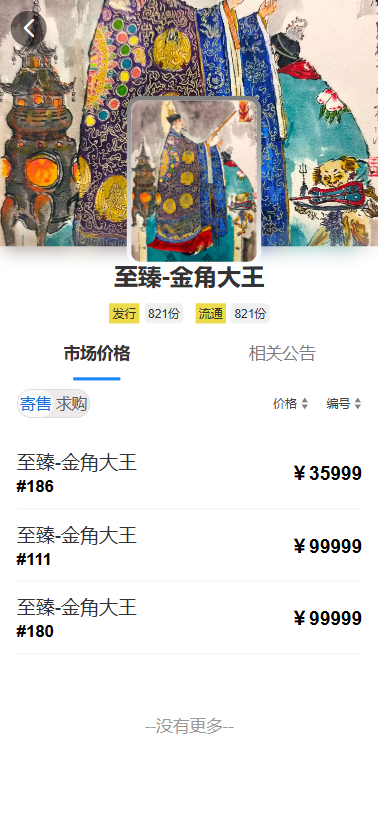 至臻-金角大王
发行 821份 流通 821份
市场价格 相关公告
寄售 求购 价格 编号
至臻-金角大王
#186
￥35999
至臻-金角大王
#111
￥99999
至臻-金角大王
#180
￥99999
--没有更多--